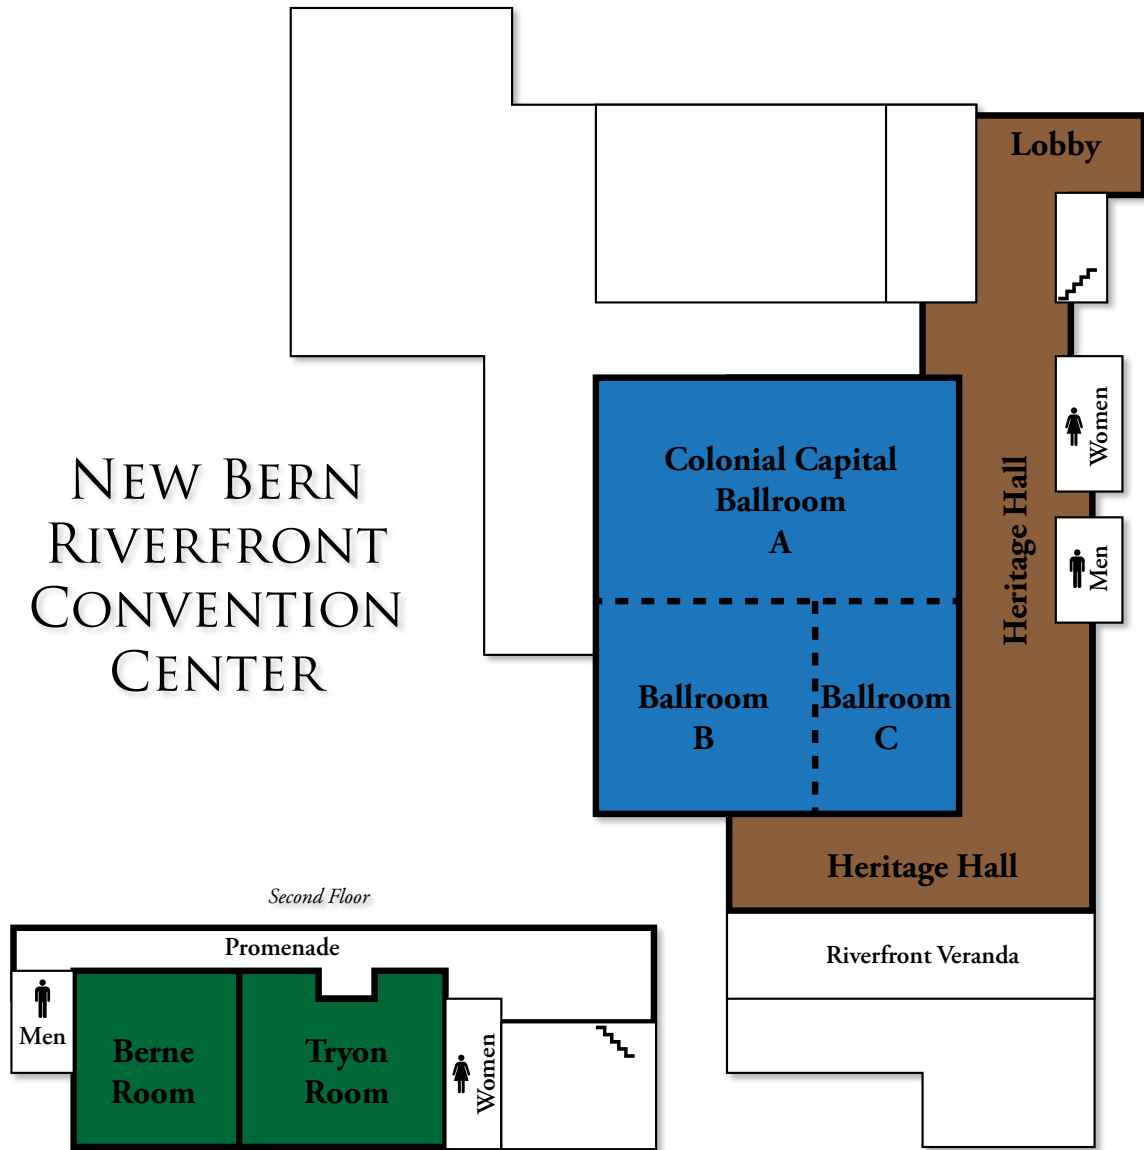 Lobby
NEW BERN
RIVERFRONT
CONVENTION
CENTER
Colonial Capital
Ballroom
A
Heritage Hall
Women
Men
Ballroom
B
Ballroom
C
Heritage Hall
Riverfront Veranda
Second Floor
Promenade
Men
Berne
Room
Tryon
Room
Women